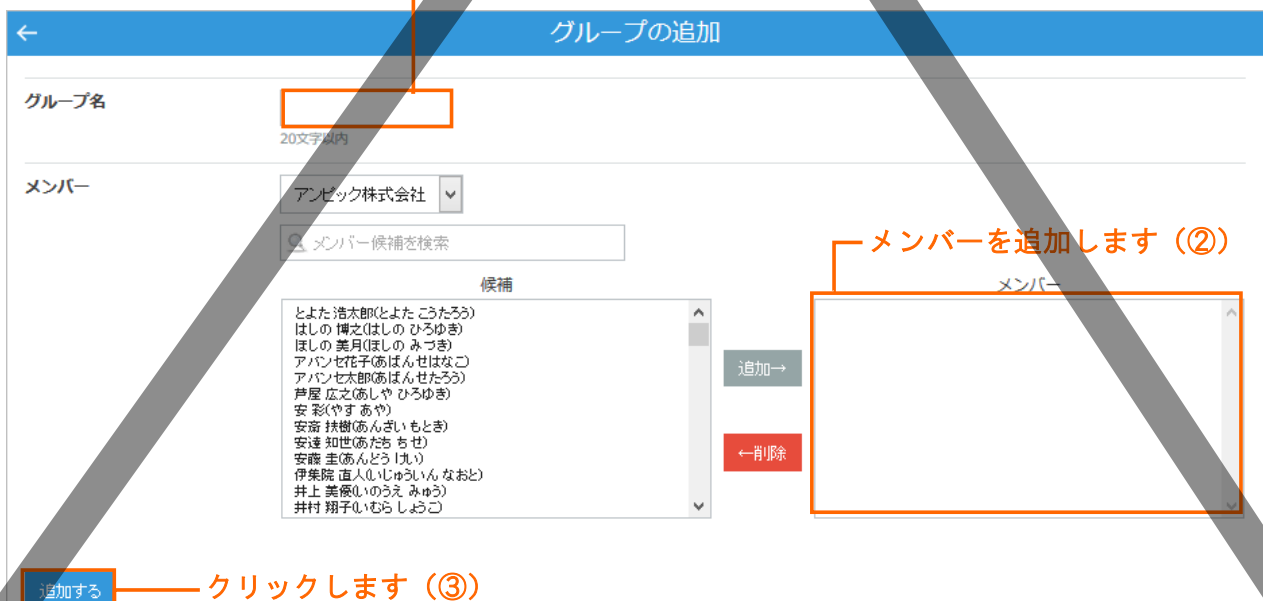 ←
グループの追加
グループ名
20文字以内
メンバー
アンピック株式会社
メンバー候補を検索
メンバーを追加します（②）
候補
メンバー
とよた 浩太郎(とよた こうたろう)
はしの 博之(はしの ひろゆき)
ほしの 美月(ほしの みづき)
アバンセ花子(あばんせはなこ)
アバンセ太郎(あばんせたろう)
芦屋 広之(あしや ひろゆき)
安 彩(やす あや)
安斎 扶樹(あんざい もとき)
安達 知世(あだち ちせ)
安藤 圭(あんどう けい)
伊集院 直人(いじゅういん なおと)
井上 美優(いのうえ みゆう)
井村 翔子(いむら しょうこ)
追加→
←削除
追加する
クリックします（③）